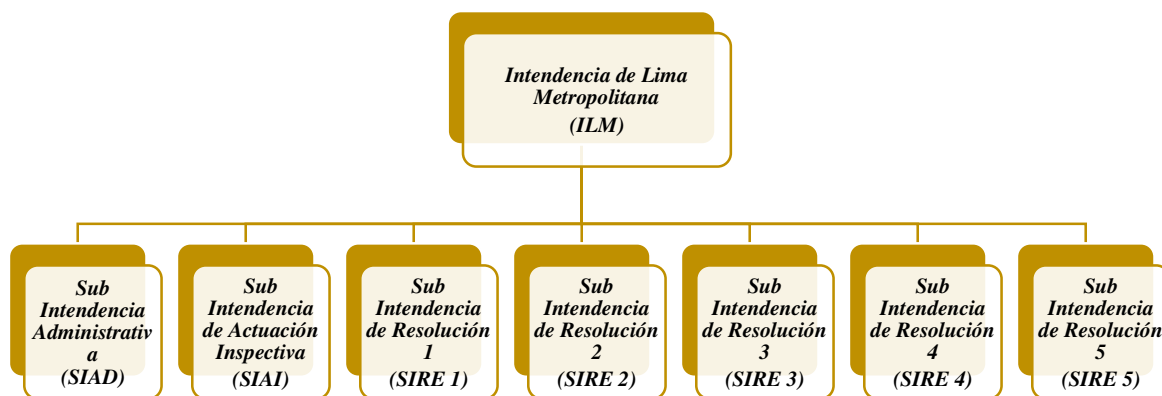 Intendencia de Lima
Metropolitana
(ILM)
Sub
Intendencia
Administrativ
a
(SIAD)
Sub
Intendencia
de Actuación
Inspectiva
(SIAI)
Sub
Intendencia
de Resolución
1
(SIRE 1)
Sub
Intendencia
de Resolución
2
(SIRE 2)
Sub
Intendencia
de Resolución
3
(SIRE 3)
Sub
Intendencia
de Resolución
4
(SIRE 4)
Sub
Intendencia
de Resolución
5
(SIRE 5)